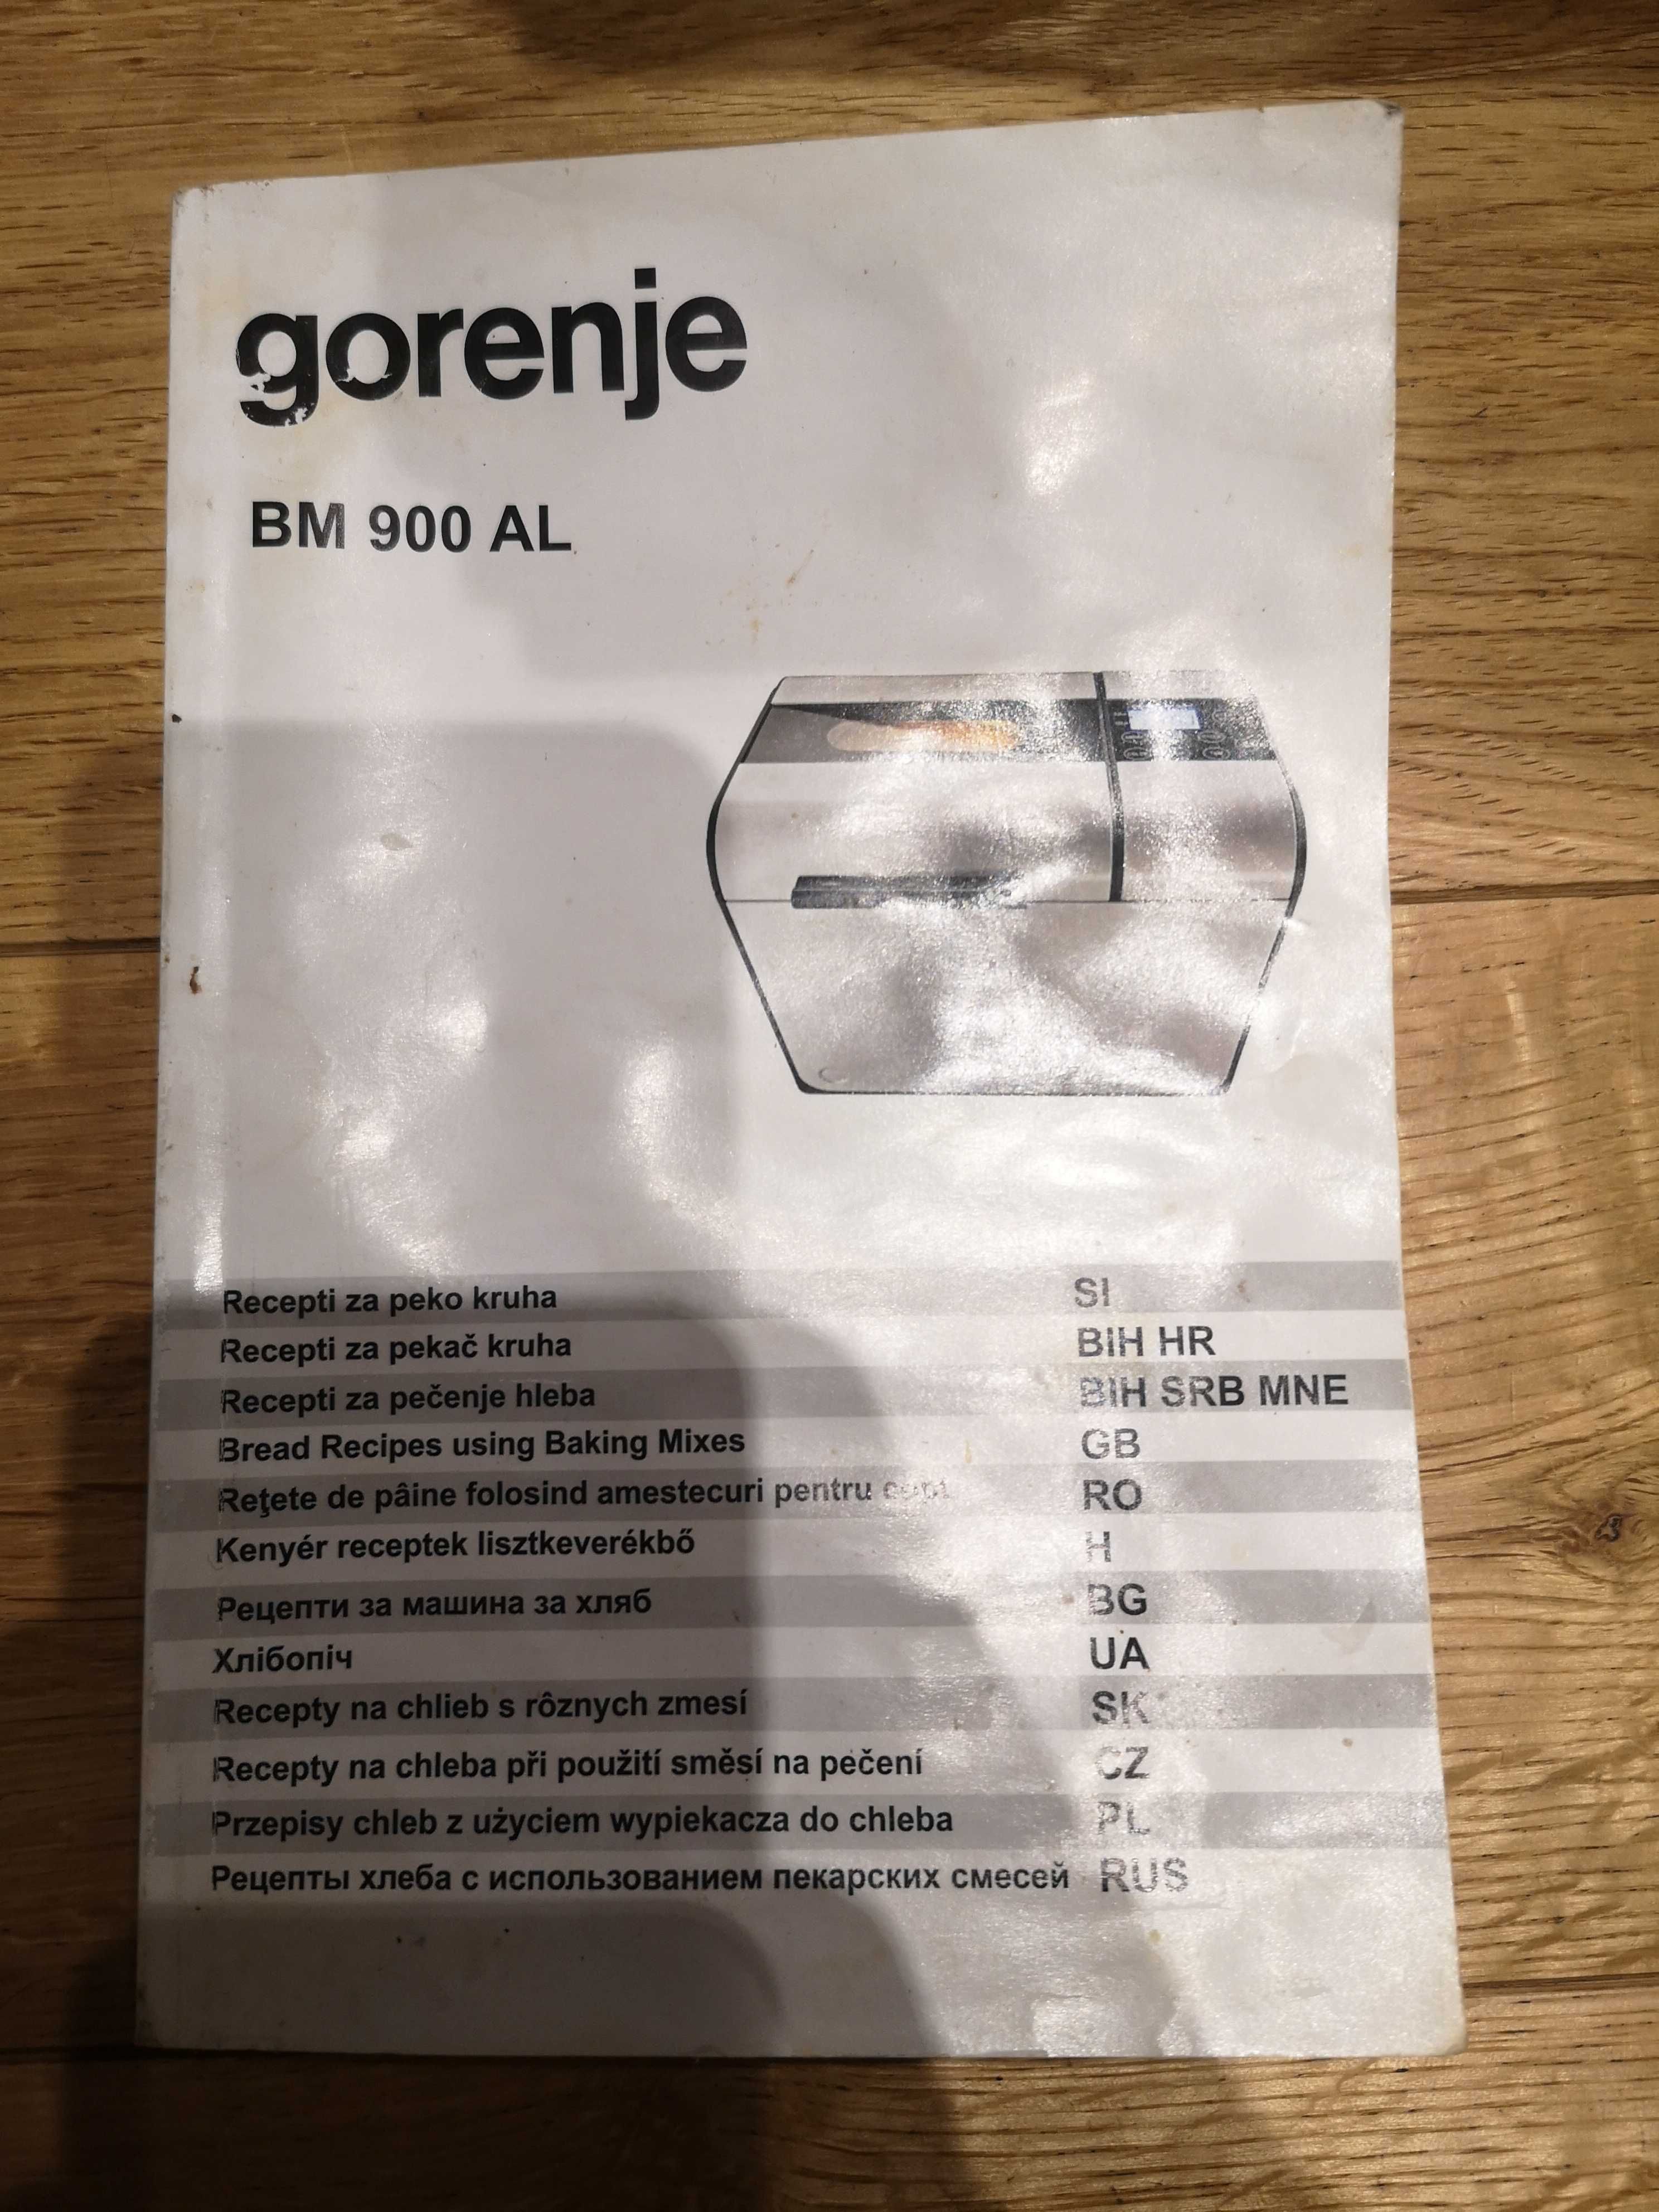 gorenje
BM 900 AL
Recepti za peko kruha SI
Recepti za pekač kruha BIH HR
Recepti za pečenje hleba BIH SRB MNE
Bread Recipes using Baking Mixes GB
Reţete de pâine folosind amestecuri pentru copt RO
Kenyér receptek lisztkeverékbő H
Рецепти за машина за хляб BG
Хлібопіч UA
Recepty na chlieb s rôznych zmesí SK
Recepty na chleba při použití směsí na pečení CZ
Przepisy chleb z użyciem wypiekacza do chleba PL
Рецепты хлеба с использованием пекарских смесей RUS